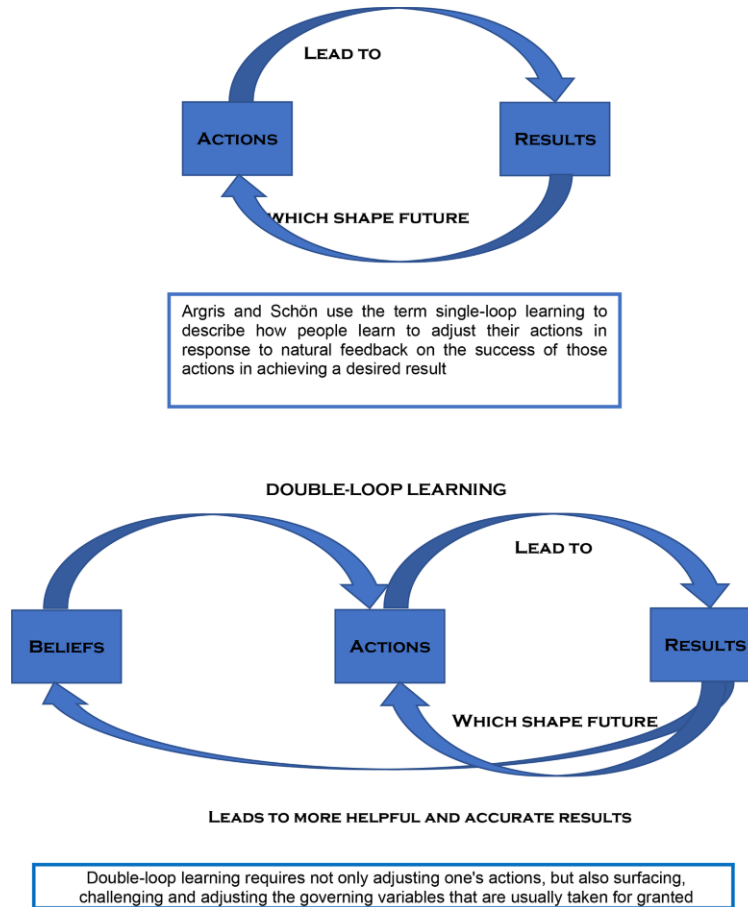 LEAD TO
ACTIONS
RESULTS
WHICH SHAPE FUTURE
Argris and Schön use the term single-loop learning to
describe how people learn to adjust their actions in
response to natural feedback on the success of those
actions in achieving a desired result
DOUBLE-LOOP LEARNING
LEAD TO
BELIEFS
ACTIONS
RESULTS
WHICH SHAPE FUTURE
LEADS TO MORE HELPFUL AND ACCURATE RESULTS
Double-loop learning requires not only adjusting one's actions, but also surfacing,
challenging and adjusting the governing variables that are usually taken for granted